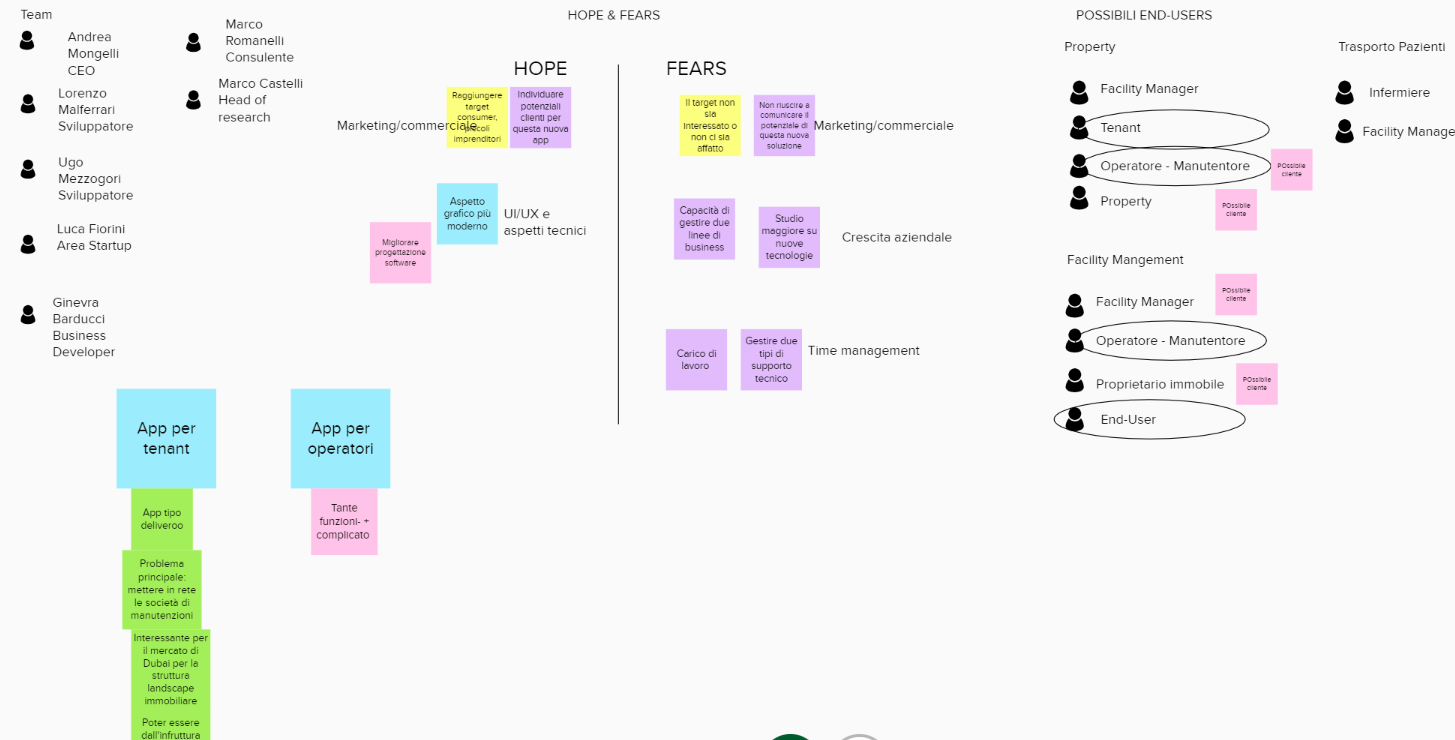 Team
Andrea
Mongelli
CEO
Lorenzo
Malferrari
Sviluppatore
Ugo
Mezzogori
Sviluppatore
Luca Fiorini
Area Startup
Ginevra
Barducci
Business
Developer
Marco
Romanelli
Consulente
Marco Castelli
Head of
research
App per
tenant
App tipo
deliveroo
Problema
principale:
mettere in rete
le società di
manutenzioni
Interessante per
il mercato di
Dubai per la
struttura
landscape
immobiliare
Poter essere
dall'infruttura
App per
operatori
Tante
funzioni- +
complicato
HOPE & FEARS
HOPE
Marketing/commerciale
Raggiungere
target
consumer,
piccoli
imprenditori
Individuare
potenziali
clienti per
questa nuova
app
Aspetto
grafico più
moderno
UI/UX e
aspetti tecnici
Migliorare
progettazione
software
FEARS
Il target non
sia
interessato o
non ci sia
affatto
Non riuscire a
comunicare il
potenziale di
questa nuova
soluzione
Marketing/commerciale
Capacità di
gestire due
linee di
business
Studio
maggiore su
nuove
tecnologie
Crescita aziendale
Carico di
lavoro
Gestire due
tipi di
supporto
tecnico
Time management
POSSIBILI END-USERS
Property
Facility Manager
Tenant
Operatore - Manutentore
POssibile
cliente
Property
POssibile
cliente
Facility Mangement
Facility Manager
POssibile
cliente
Operatore - Manutentore
Proprietario immobile
POssibile
cliente
End-User
Trasporto Pazienti
Infermiere
Facility Manage